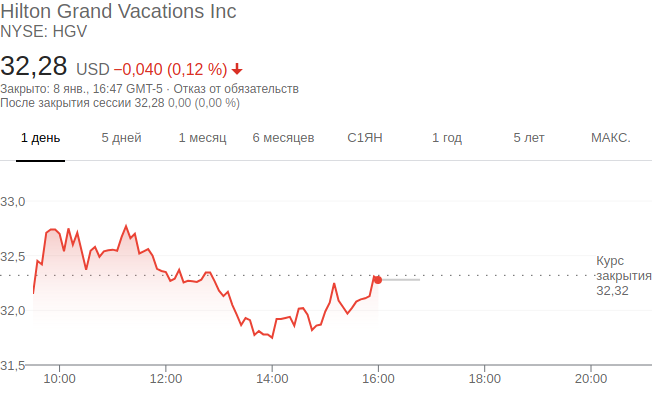 Hilton Grand Vacations Inc
NYSE: HGV
32,28 USD −0,040 (0,12 %)
Закрыто: 8 янв., 16:47 GMT-5 · Отказ от обязательств
После закрытия сессии 32,28 0,00 (0,00 %)
1 день 5 дней 1 месяц 6 месяцев С1ЯН 1 год 5 лет МАКС.
33,0
32,5
32,0
31,5
Курс
закрытия
32,32
10:00 12:00 14:00 16:00 18:00 20:00